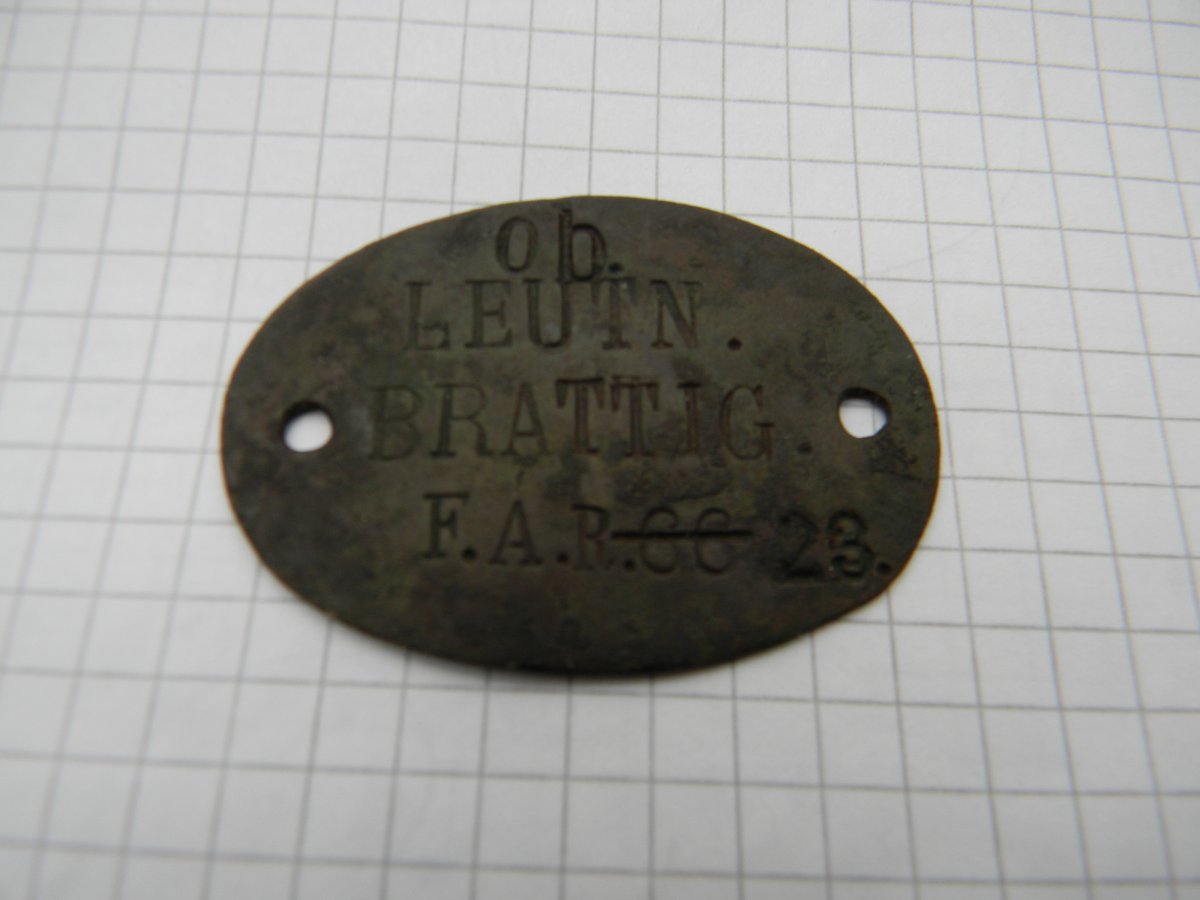 ob.
LEUTN.
BRATTIG.
F.A.R. 66 23.